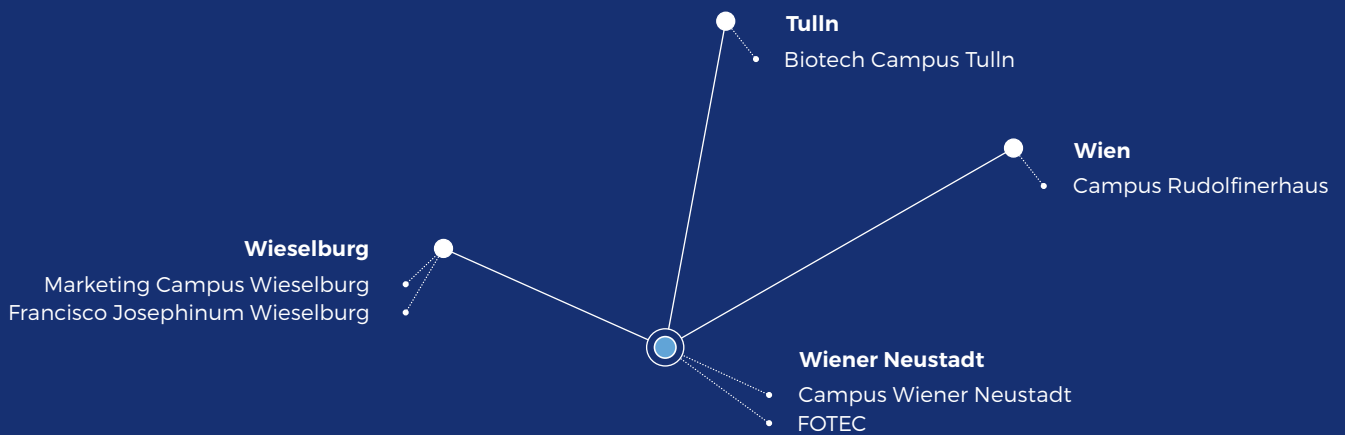 Tulln
Biotech Campus Tulln
Wien
Campus Rudolfinerhaus
Wieselburg
Marketing Campus Wieselburg
Francisco Josephinum Wieselburg
Wiener Neustadt
Campus Wiener Neustadt
FOTEC